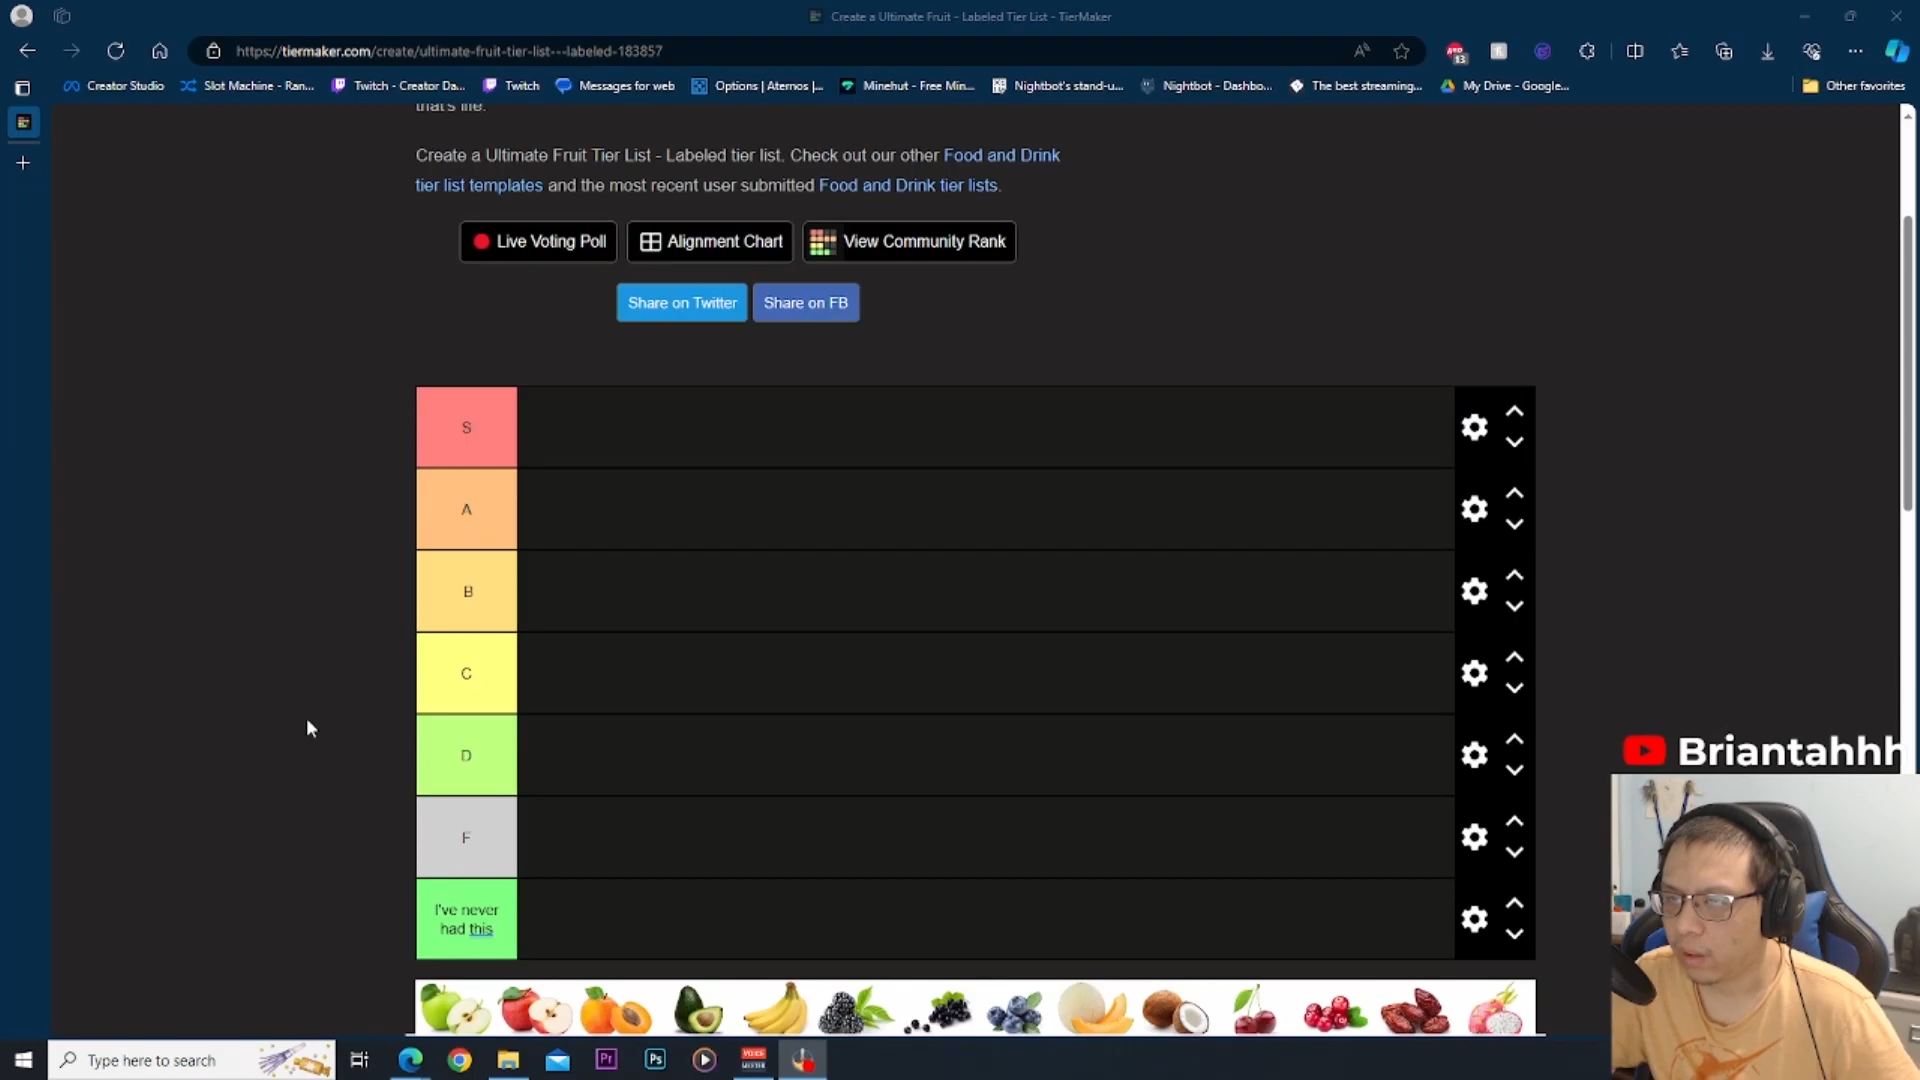 Create a Ultimate Fruit - Labeled Tier List - TierMaker
https://tiermaker.com/create/ultimate-fruit-tier-list---labeled-183857
Creator Studio
Slot Machine - Ran...
Twitch - Creator Da...
Twitch
Messages for web
Options | Aternos |...
Minehut - Free Min...
Nightbot's stand-u...
Nightbot - Dashbo...
The best streaming...
My Drive - Google...
Other favorites
that's life.
Create a Ultimate Fruit Tier List - Labeled tier list. Check out our other Food and Drink
tier list templates and the most recent user submitted Food and Drink tier lists.
Live Voting Poll
Alignment Chart
View Community Rank
Share on Twitter
Share on FB
S
A
B
C
D
F
I've never
had this
Briantahhh
Type here to search
Pr
Ps